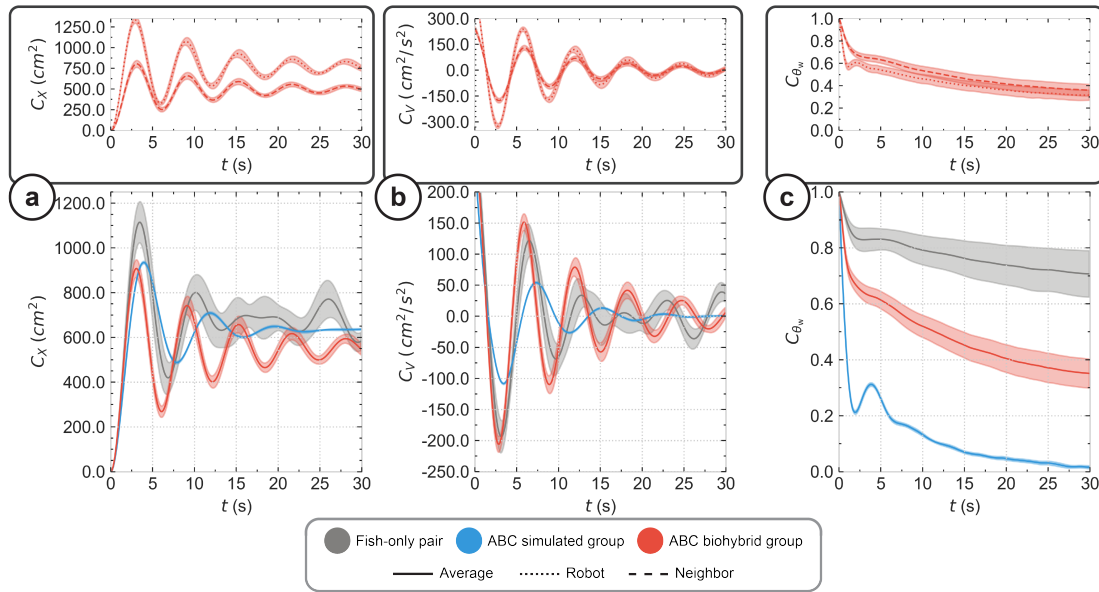 1250.0
1000.0
750.0
500.0
250.0
0.0
C_X (cm²)
0 5 10 15 20 25 30
t (s)
300.0
150.0
0.0
-150.0
-300.0
C_V (cm²/s²)
0 5 10 15 20 25 30
t (s)
1.0
0.8
0.6
0.4
0.2
0.0
C_θw
0 5 10 15 20 25 30
t (s)
a
1200.0
1000.0
800.0
600.0
400.0
200.0
0.0
C_X (cm²)
0 5 10 15 20 25 30
t (s)
b
200.0
150.0
100.0
50.0
0.0
-50.0
-100.0
-150.0
-200.0
-250.0
C_V (cm²/s²)
0 5 10 15 20 25 30
t (s)
c
1.0
0.8
0.6
0.4
0.2
0.0
C_θw
0 5 10 15 20 25 30
t (s)
Fish-only pair ABC simulated group ABC biohybrid group
Average Robot Neighbor